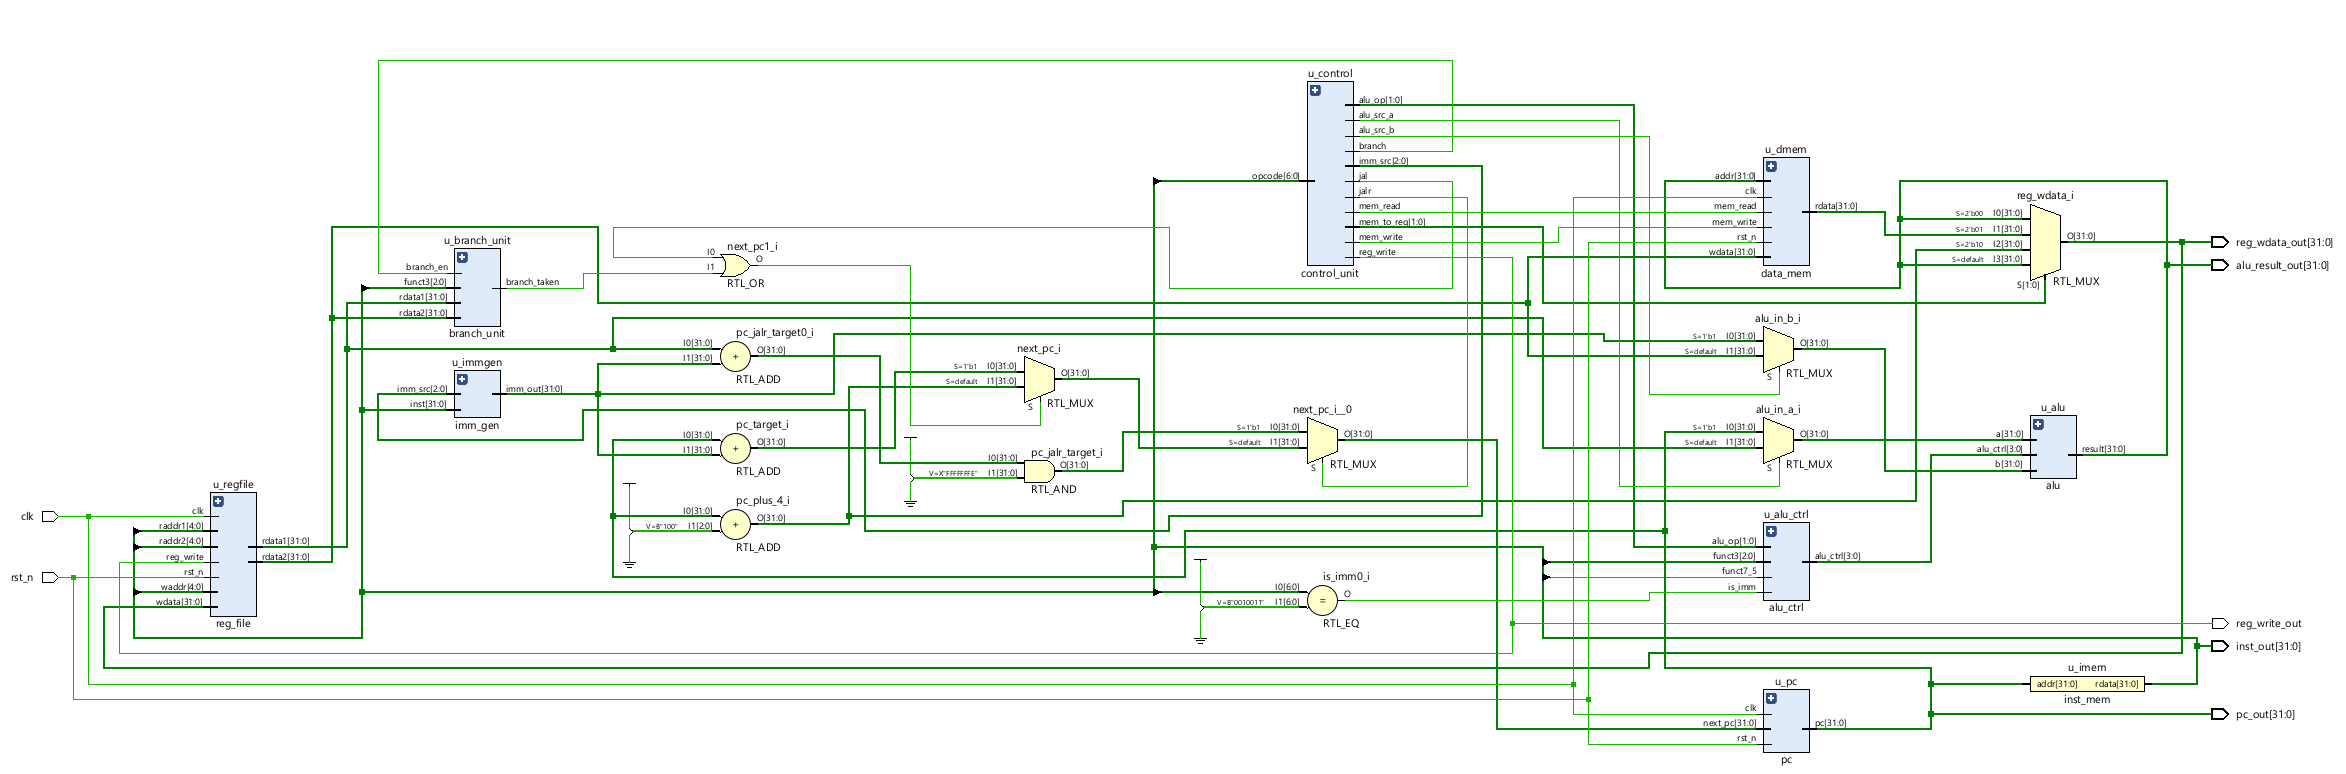 u_control
alu_op[1:0]
alu_src_a
alu_src_b
branch
imm_src[2:0]
opcode[6:0]
jal
jalr
mem_read
mem_to_reg[1:0]
mem_write
reg_write
control_unit
u_dmem
addr[31:0]
clk
mem_read
rdata[31:0]
mem_write
rst_n
wdata[31:0]
data_mem
reg_wdata_i
S=2'b00 I0[31:0]
S=2'b01 I1[31:0]
S=2'b10 I2[31:0]
S=default I3[31:0]
O[31:0]
S[1:0]
RTL_MUX
reg_wdata_out[31:0]
alu_result_out[31:0]
u_branch_unit
branch_en
funct3[2:0]
branch_taken
rdata1[31:0]
rdata2[31:0]
branch_unit
next_pc1_i
I0
I1
O
RTL_OR
pc_jalr_target0_i
I0[31:0]
O[31:0]
I1[31:0]
+
RTL_ADD
u_immgen
imm_src[2:0]
imm_out[31:0]
inst[31:0]
imm_gen
next_pc_i
S=1'b1 I0[31:0]
S=default I1[31:0]
O[31:0]
S
RTL_MUX
alu_in_b_i
S=1'b1 I0[31:0]
S=default I1[31:0]
O[31:0]
S
RTL_MUX
pc_target_i
I0[31:0]
O[31:0]
I1[31:0]
+
RTL_ADD
next_pc_i__0
S=1'b1 I0[31:0]
S=default I1[31:0]
O[31:0]
S
RTL_MUX
alu_in_a_i
S=1'b1 I0[31:0]
S=default I1[31:0]
O[31:0]
S
RTL_MUX
u_alu
a[31:0]
alu_ctrl[3:0]
result[31:0]
b[31:0]
alu
pc_jalr_target_i
I0[31:0]
O[31:0]
V=X"FFFFFFFE" I1[31:0]
RTL_AND
u_regfile
clk
raddr1[4:0]
raddr2[4:0]
rdata1[31:0]
reg_write
rdata2[31:0]
rst_n
waddr[4:0]
wdata[31:0]
reg_file
clk
rst_n
pc_plus_4_i
I0[31:0]
O[31:0]
V=B"100" I1[2:0]
+
RTL_ADD
u_alu_ctrl
alu_op[1:0]
funct3[2:0]
alu_ctrl[3:0]
funct7_5
is_imm
alu_ctrl
is_imm0_i
I0[6:0]
O
V=B"0010011" I1[6:0]
=
RTL_EQ
reg_write_out
inst_out[31:0]
u_imem
addr[31:0] rdata[31:0]
inst_mem
u_pc
clk
next_pc[31:0]
pc[31:0]
rst_n
pc
pc_out[31:0]